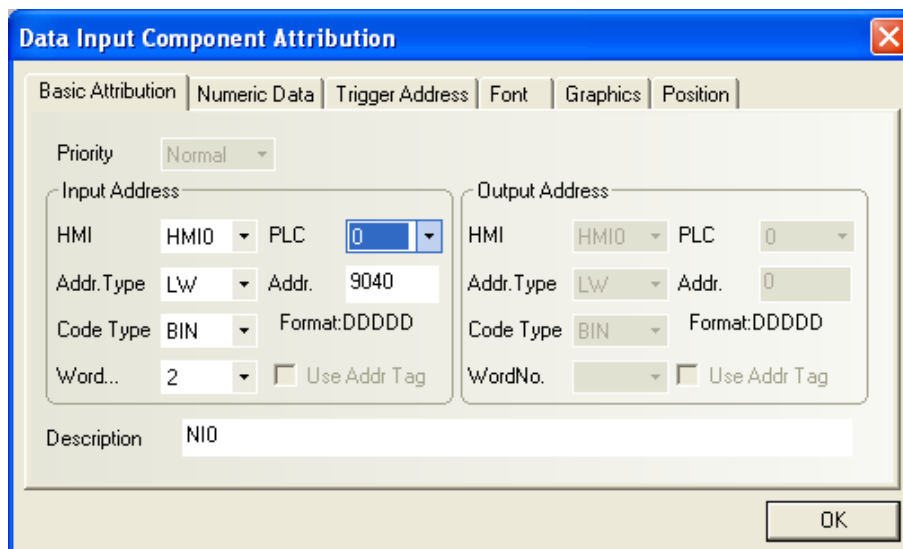 Data Input Component Attribution
Basic Attribution Numeric Data Trigger Address Font Graphics Position
Priority Normal
Input Address Output Address
HMI HMI0 PLC 0 HMI HMI0 PLC 0
Addr.Type LW Addr. 9040 Addr.Type LW Addr. 0
Code Type BIN Format:DDDDD Code Type BIN Format:DDDDD
Word... 2 Use Addr Tag WordNo. Use Addr Tag
Description NI0
OK